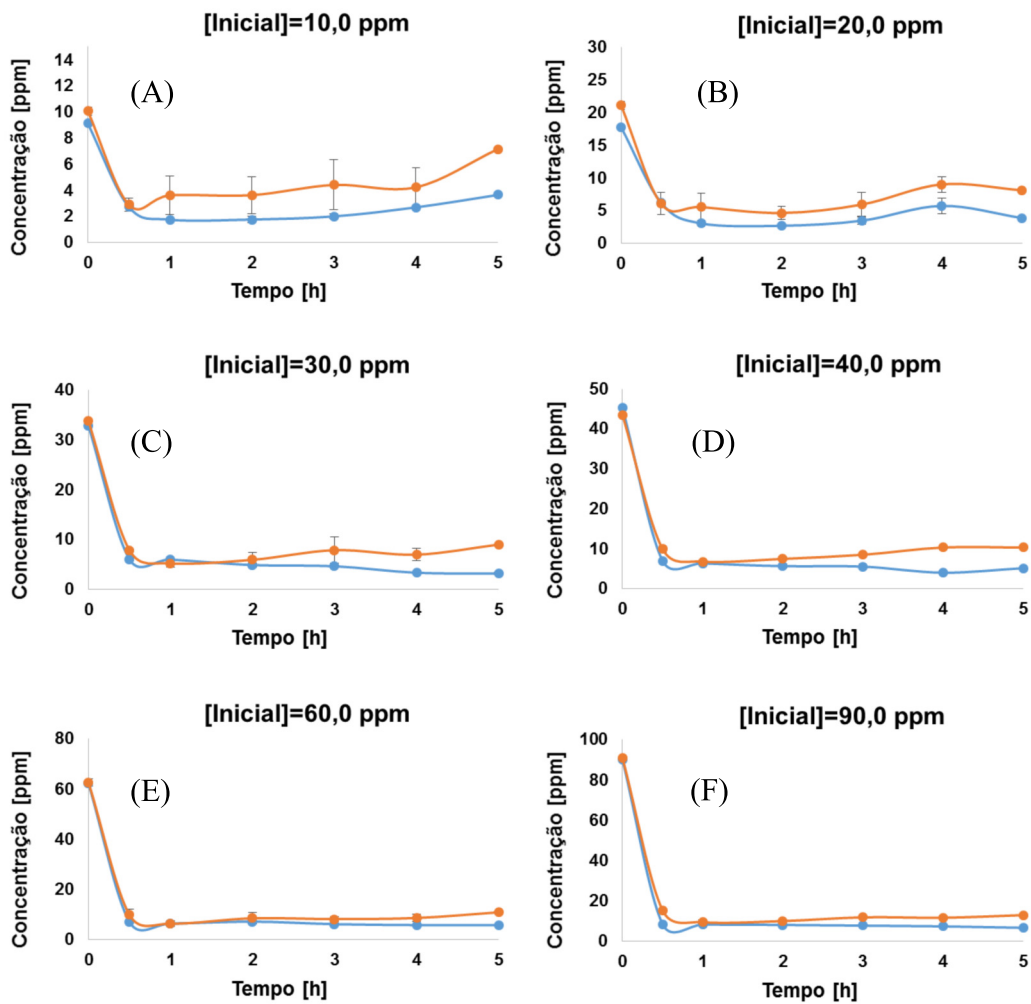 [Inicial]=10,0 ppm
Concentração [ppm]
14
12
10
8
6
4
2
0
(A)
0 1 2 3 4 5
Tempo [h]
[Inicial]=20,0 ppm
Concentração [ppm]
30
25
20
15
10
5
0
(B)
0 1 2 3 4 5
Tempo [h]
[Inicial]=30,0 ppm
Concentração [ppm]
40
30
20
10
0
(C)
0 1 2 3 4 5
Tempo [h]
[Inicial]=40,0 ppm
Concentração [ppm]
50
40
30
20
10
0
(D)
0 1 2 3 4 5
Tempo [h]
[Inicial]=60,0 ppm
Concentração [ppm]
80
60
40
20
0
(E)
0 1 2 3 4 5
Tempo [h]
[Inicial]=90,0 ppm
Concentração [ppm]
100
80
60
40
20
0
(F)
0 1 2 3 4 5
Tempo [h]